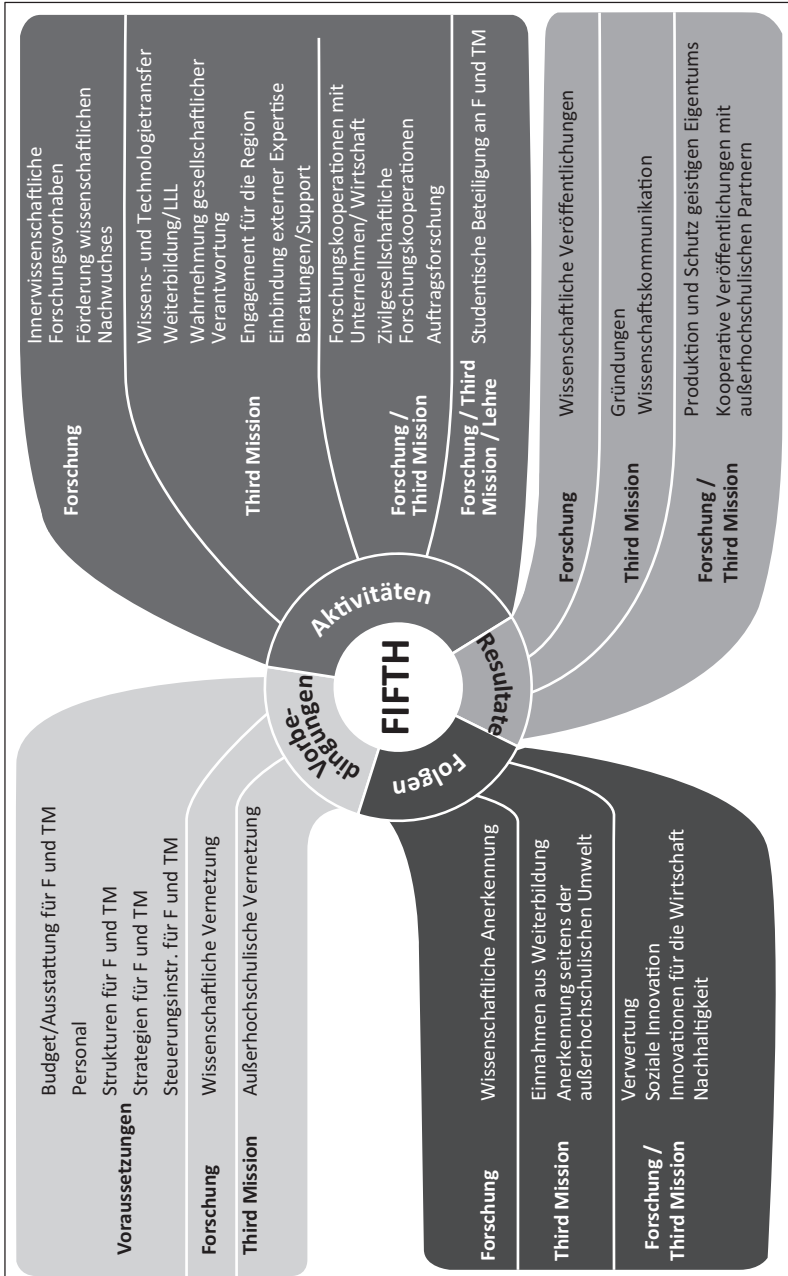 Voraussetzungen
Budget/Ausstattung für F und TM
Personal
Strukturen für F und TM
Strategien für F und TM
Steuerungsinstr. für F und TM
Forschung
Wissenschaftliche Vernetzung
Third Mission
Außerhochschulische Vernetzung
Forschung
Innerwissenschaftliche
Forschungsvorhaben
Förderung wissenschaftlichen
Nachwuchses
Third Mission
Wissens- und Technologietransfer
Weiterbildung/LLL
Wahrnehmung gesellschaftlicher
Verantwortung
Engagement für die Region
Einbindung externer Expertise
Beratungen/Support
Forschung /
Third Mission
Forschungskooperationen mit
Unternehmen/ Wirtschaft
Zivilgesellschaftliche
Forschungskooperationen
Auftragsforschung
Forschung / Third
Mission / Lehre
Studentische Beteiligung an F und TM
Vorbe-
dingungen
Aktivitäten
FIFTH
Folgen
Resultate
Forschung
Wissenschaftliche Anerkennung
Third Mission
Einnahmen aus Weiterbildung
Anerkennung seitens der
außerhochschulischen Umwelt
Forschung /
Third Mission
Verwertung
Soziale Innovation
Innovationen für die Wirtschaft
Nachhaltigkeit
Forschung
Wissenschaftliche Veröffentlichungen
Third Mission
Gründungen
Wissenschaftskommunikation
Forschung /
Third Mission
Produktion und Schutz geistigen Eigentums
Kooperative Veröffentlichungen mit
außerhochschulischen Partnern